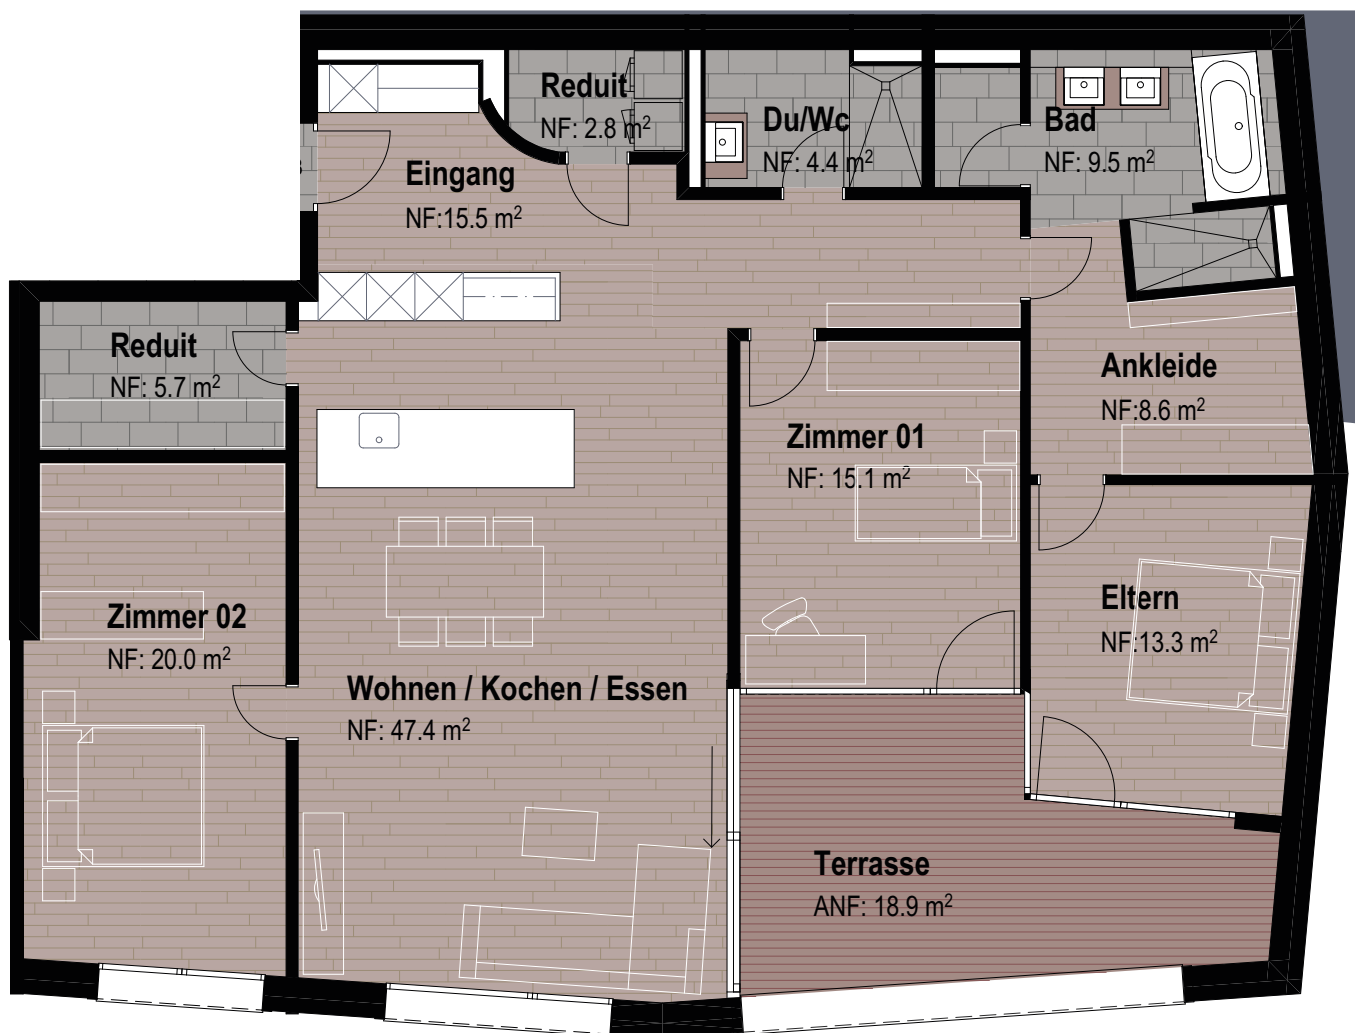 Reduit
NF: 2.8 m²
Du/Wc
NF: 4.4 m²
Bad
NF: 9.5 m²
Eingang
NF:15.5 m²
Reduit
NF: 5.7 m²
Ankleide
NF:8.6 m²
Zimmer 01
NF: 15.1 m²
Zimmer 02
NF: 20.0 m²
Eltern
NF:13.3 m²
Wohnen / Kochen / Essen
NF: 47.4 m²
Terrasse
ANF: 18.9 m²